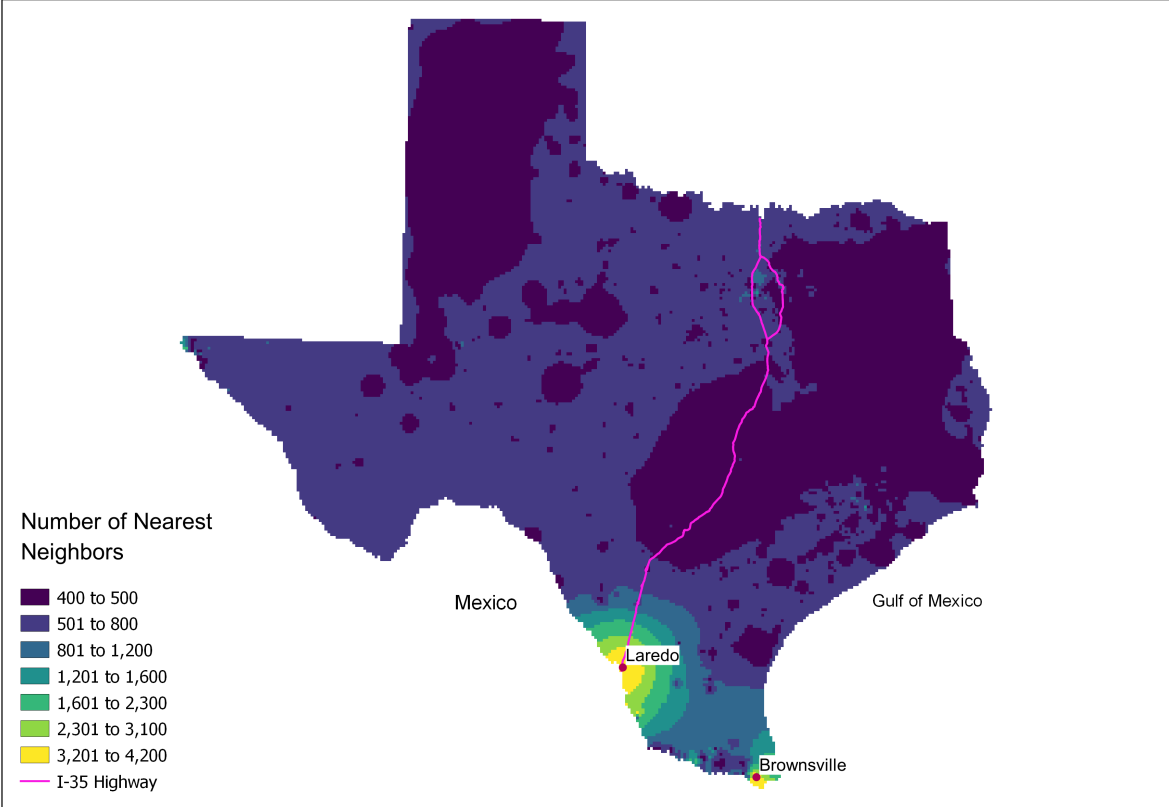 Number of Nearest
Neighbors
400 to 500
501 to 800
801 to 1,200
1,201 to 1,600
1,601 to 2,300
2,301 to 3,100
3,201 to 4,200
I-35 Highway
Mexico
Gulf of Mexico
Laredo
Brownsville